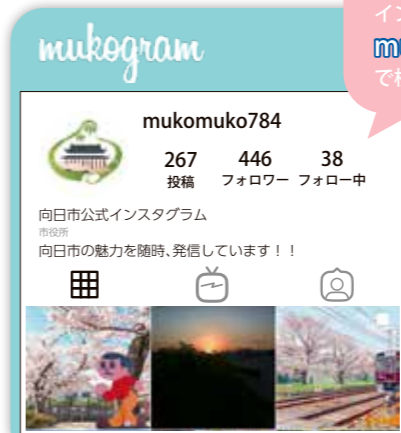 mukogram
イン
mu
で検
mukomuko784
267
446
38
投稿
フォロワー
フォロー中
向日市公式インスタグラム
市役所
向日市の魅力を随時、発信しています！！